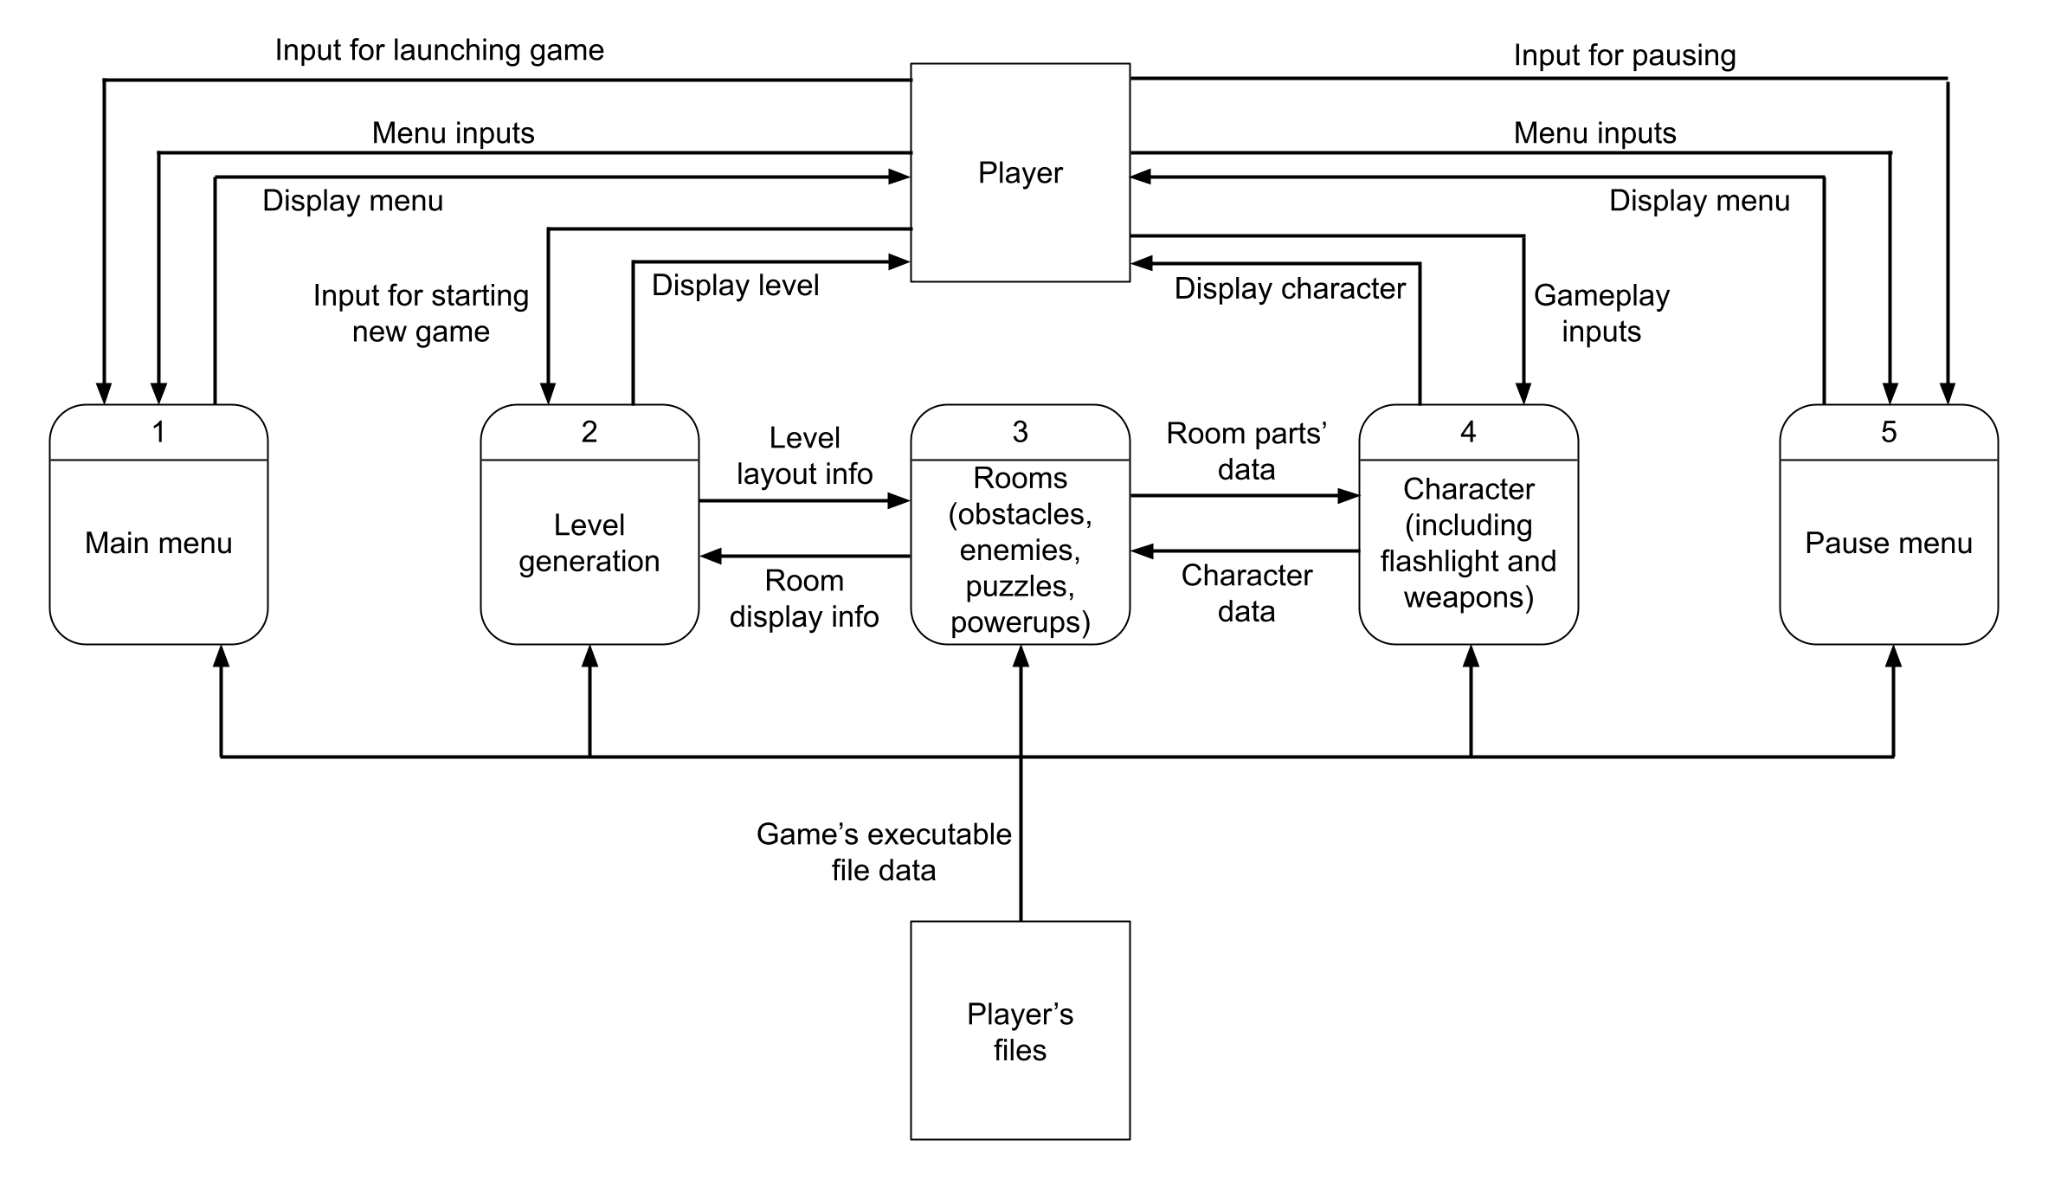 Input for launching game
Input for pausing
Menu inputs
Menu inputs
Player
Display menu
Display menu
Input for starting
new game
Display level
Display character
Gameplay
inputs
1
Main menu
2
Level
generation
Level
layout info
Room
display info
3
Rooms
(obstacles,
enemies,
puzzles,
powerups)
Room parts’
data
Character
data
4
Character
(including
flashlight and
weapons)
5
Pause menu
Game’s executable
file data
Player’s
files